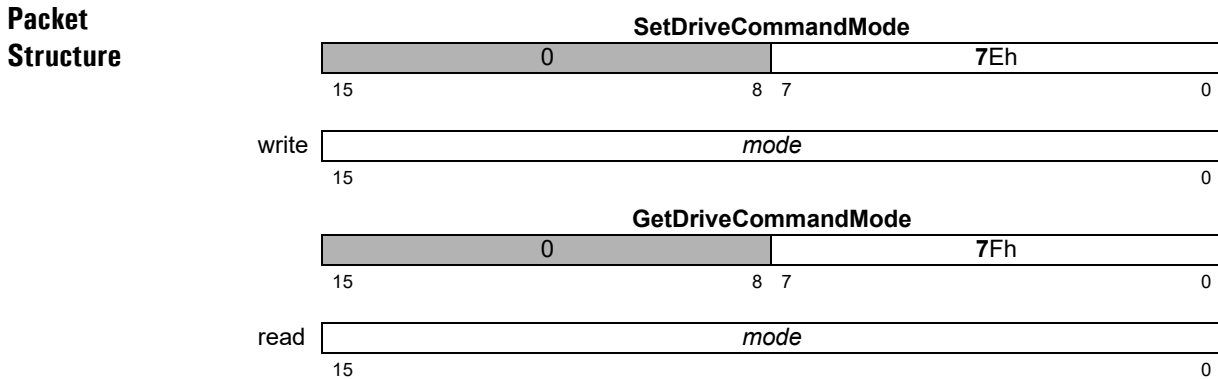 Packet
Structure
SetDriveCommandMode
0 7Eh
15 8 7 0
write mode
15 0
GetDriveCommandMode
0 7Fh
15 8 7 0
read mode
15 0